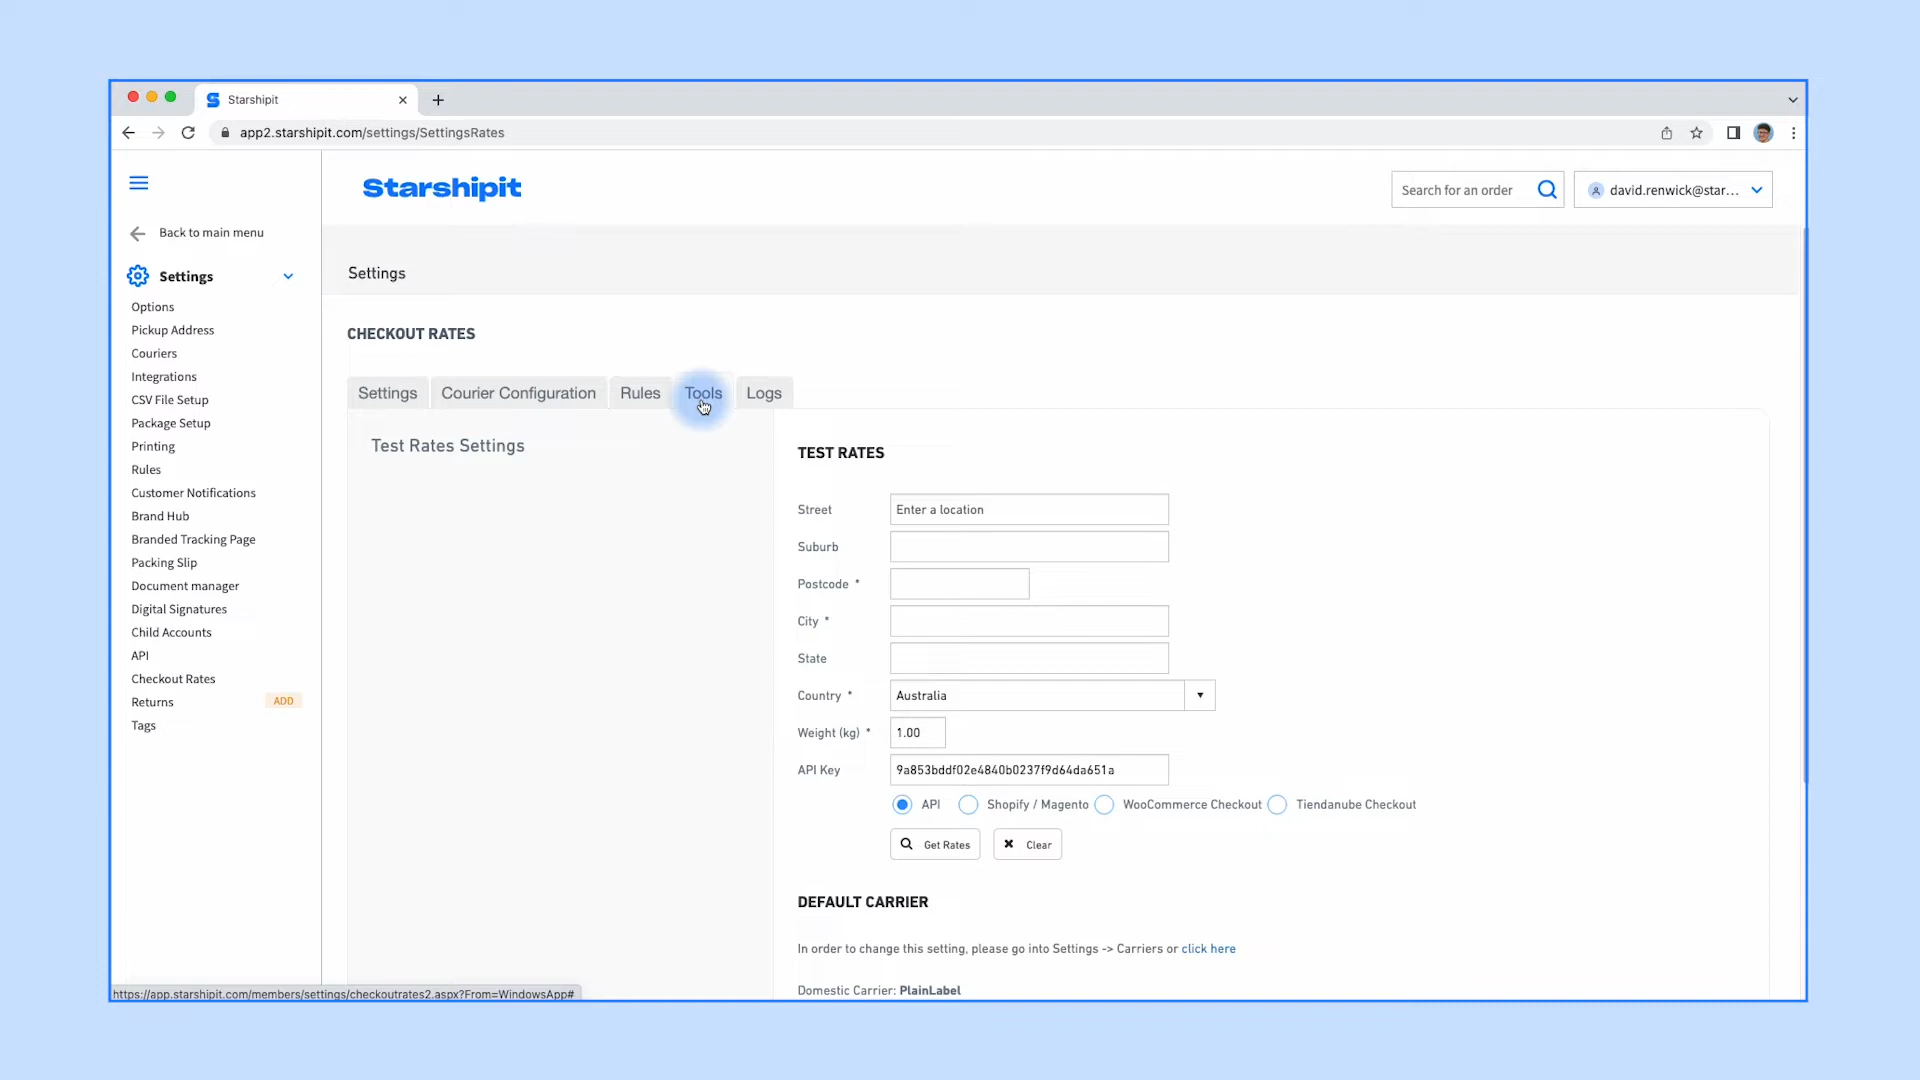 Starshipit
app2.starshipit.com/settings/SettingsRates
Starshipit
Search for an order
david.renwick@star...
Back to main menu
Settings
Options
Pickup Address
Couriers
Integrations
CSV File Setup
Package Setup
Printing
Rules
Customer Notifications
Brand Hub
Branded Tracking Page
Packing Slip
Document manager
Digital Signatures
Child Accounts
API
Checkout Rates
Returns ADD
Tags
Settings
CHECKOUT RATES
Settings Courier Configuration Rules Tools Logs
Test Rates Settings
TEST RATES
Street Enter a location
Suburb
Postcode *
City *
State
Country * Australia
Weight (kg) * 1.00
API Key 9a853bddf02e4840b0237f9d64da651a
API Shopify / Magento WooCommerce Checkout Tiendanube Checkout
Get Rates Clear
DEFAULT CARRIER
In order to change this setting, please go into Settings -> Carriers or click here
Domestic Carrier: PlainLabel
https://app.starshipit.com/members/settings/checkoutrates2.aspx?From=WindowsApp#